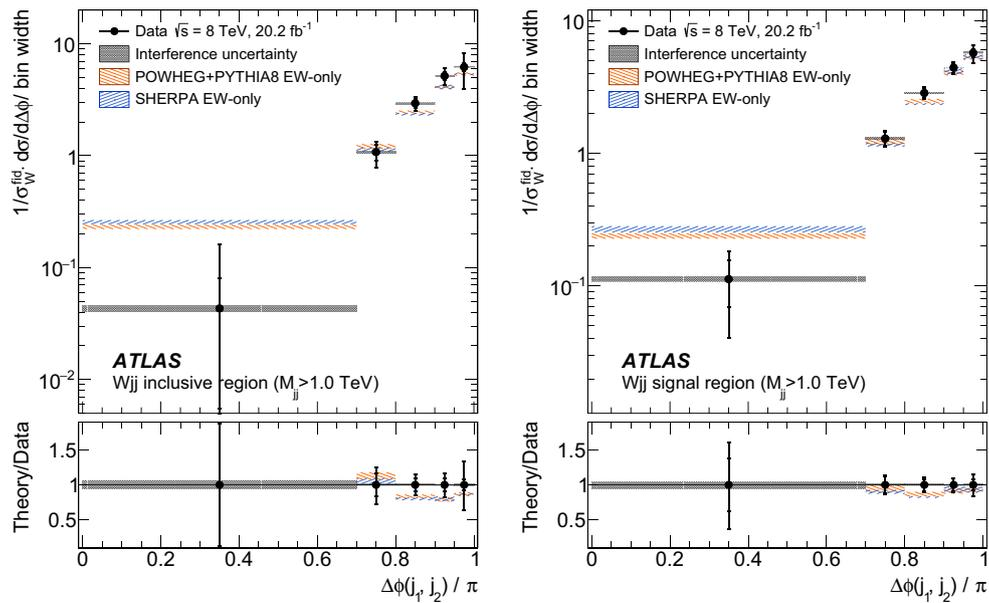 Data √s = 8 TeV, 20.2 fb⁻¹
Interference uncertainty
POWHEG+PYTHIA8 EW-only
SHERPA EW-only
1/σ_W^fid· dσ/dΔϕ/ bin width
10
1
10⁻¹
10⁻²
ATLAS
Wjj inclusive region (M_jj>1.0 TeV)
Theory/Data
1.5
1
0.5
0 0.2 0.4 0.6 0.8 1
Δϕ(j₁, j₂) / π
Data √s = 8 TeV, 20.2 fb⁻¹
Interference uncertainty
POWHEG+PYTHIA8 EW-only
SHERPA EW-only
1/σ_W^fid· dσ/dΔϕ/ bin width
10
1
10⁻¹
ATLAS
Wjj signal region (M_jj>1.0 TeV)
Theory/Data
1.5
1
0.5
0 0.2 0.4 0.6 0.8 1
Δϕ(j₁, j₂) / π